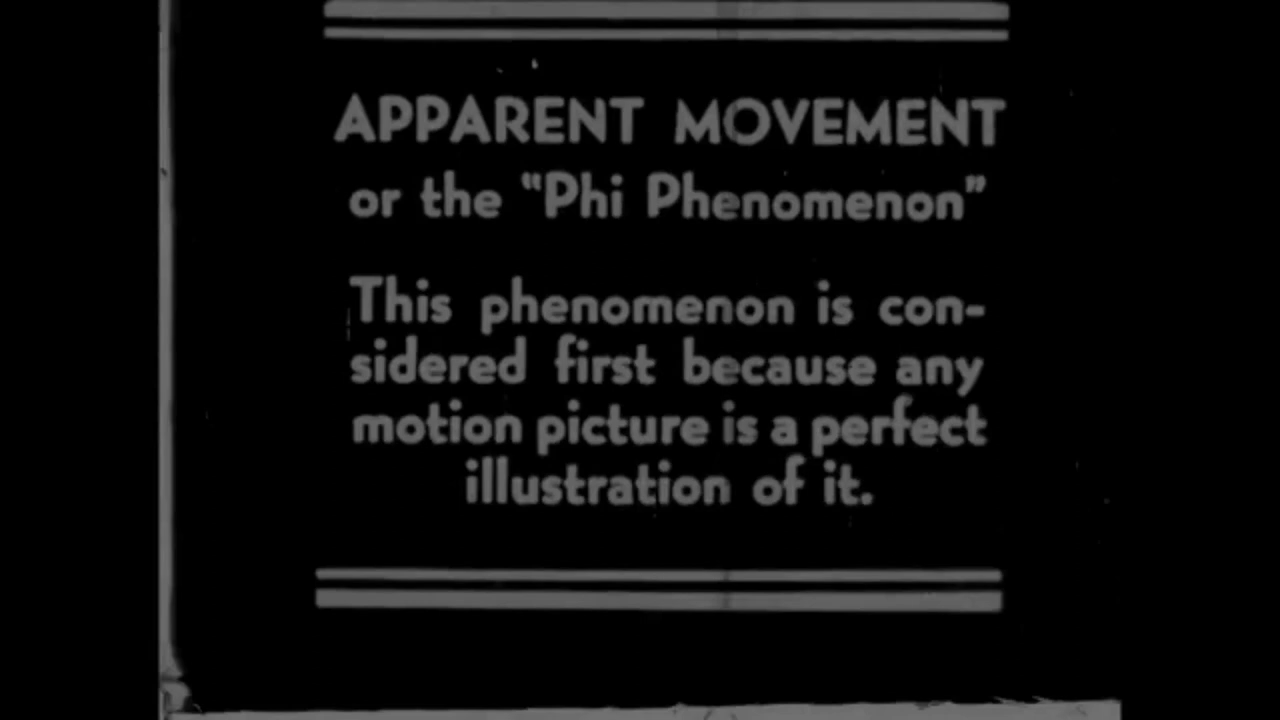 APPARENT MOVEMENT
or the “Phi Phenomenon”
This phenomenon is con-
sidered first because any
motion picture is a perfect
illustration of it.